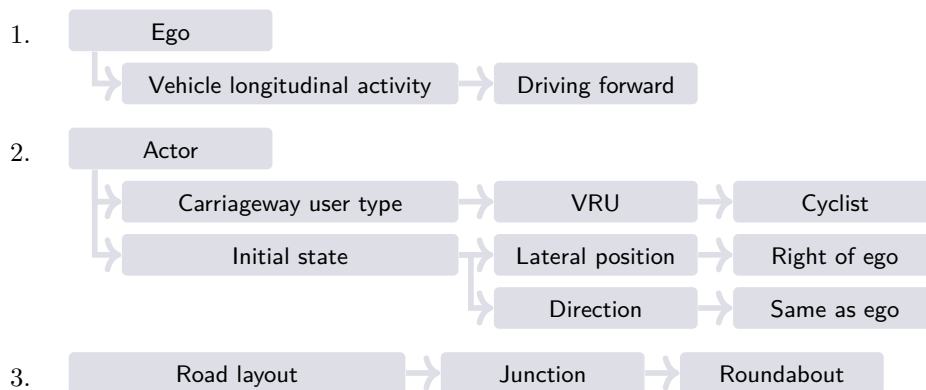 1. Ego
Vehicle longitudinal activity Driving forward
2. Actor
Carriageway user type VRU Cyclist
Initial state Lateral position Right of ego
Direction Same as ego
3. Road layout Junction Roundabout